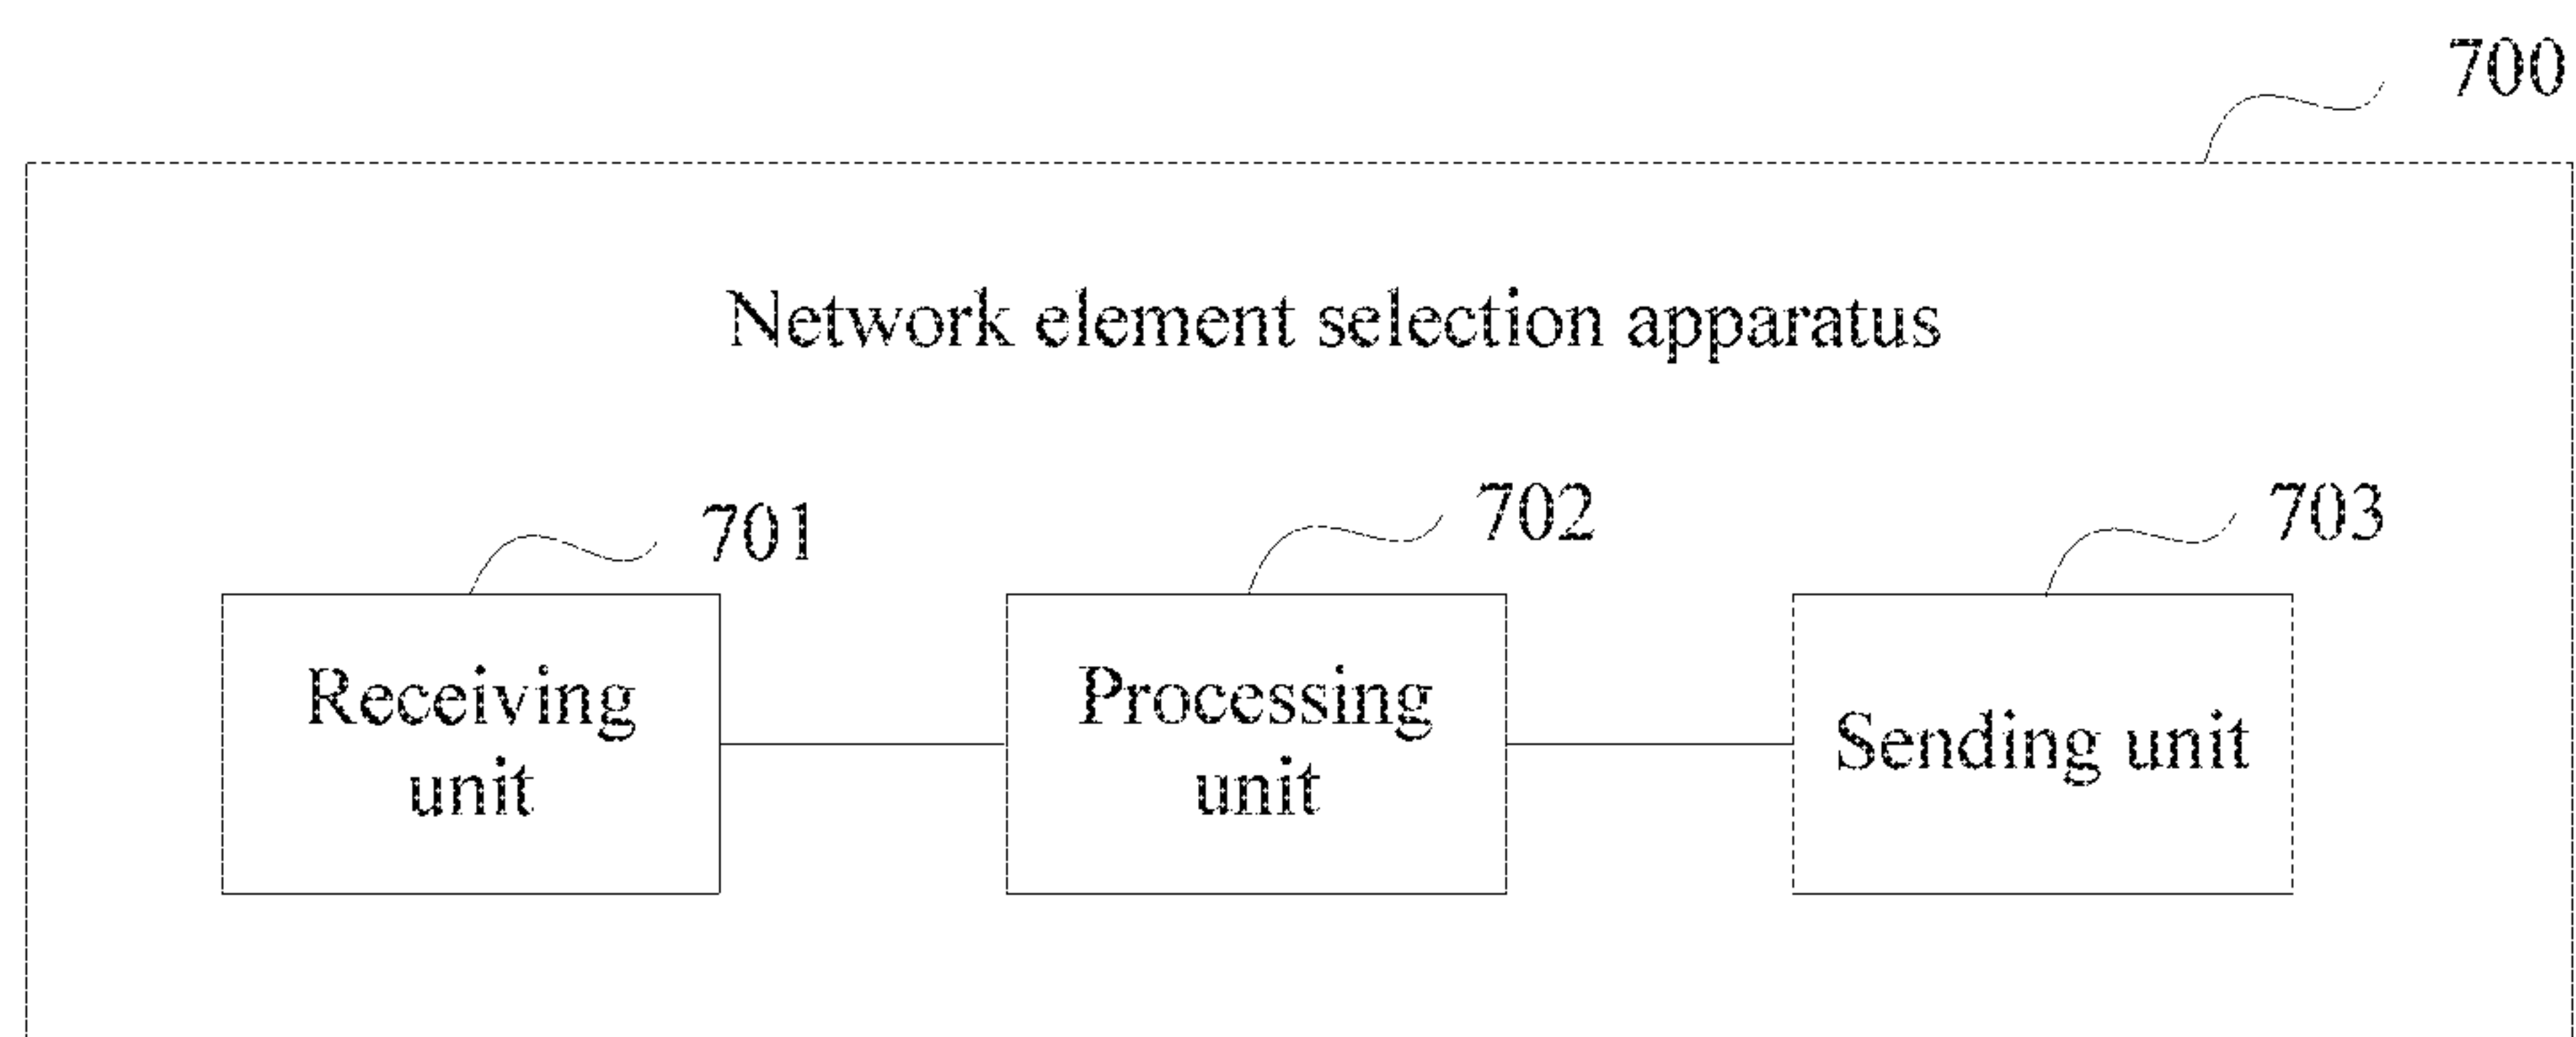 700
Network element selection apparatus
701
702
703
Receiving
unit
Processing
unit
Sending unit